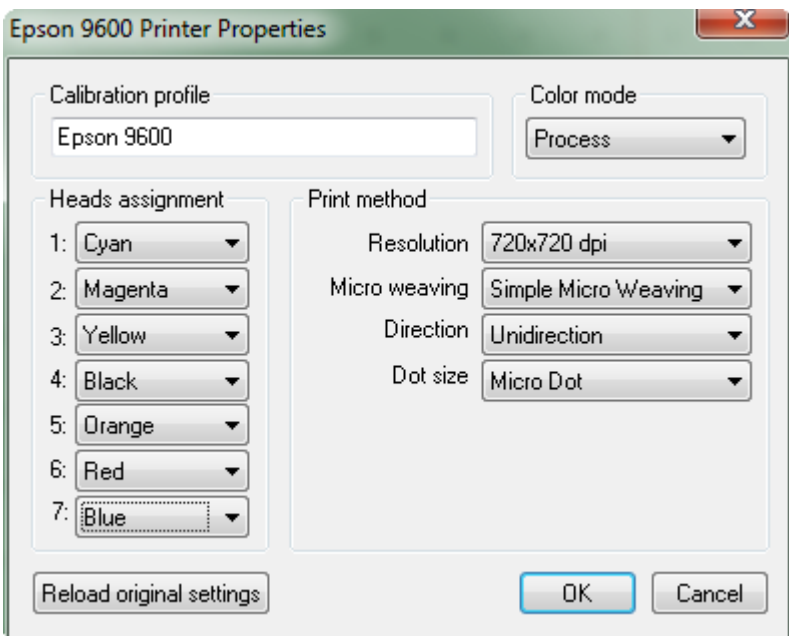 Epson 9600 Printer Properties
Calibration profile
Epson 9600
Color mode
Process
Heads assignment
1: Cyan
2: Magenta
3: Yellow
4: Black
5: Orange
6: Red
7: Blue
Print method
Resolution 720x720 dpi
Micro weaving Simple Micro Weaving
Direction Unidirection
Dot size Micro Dot
Reload original settings OK Cancel